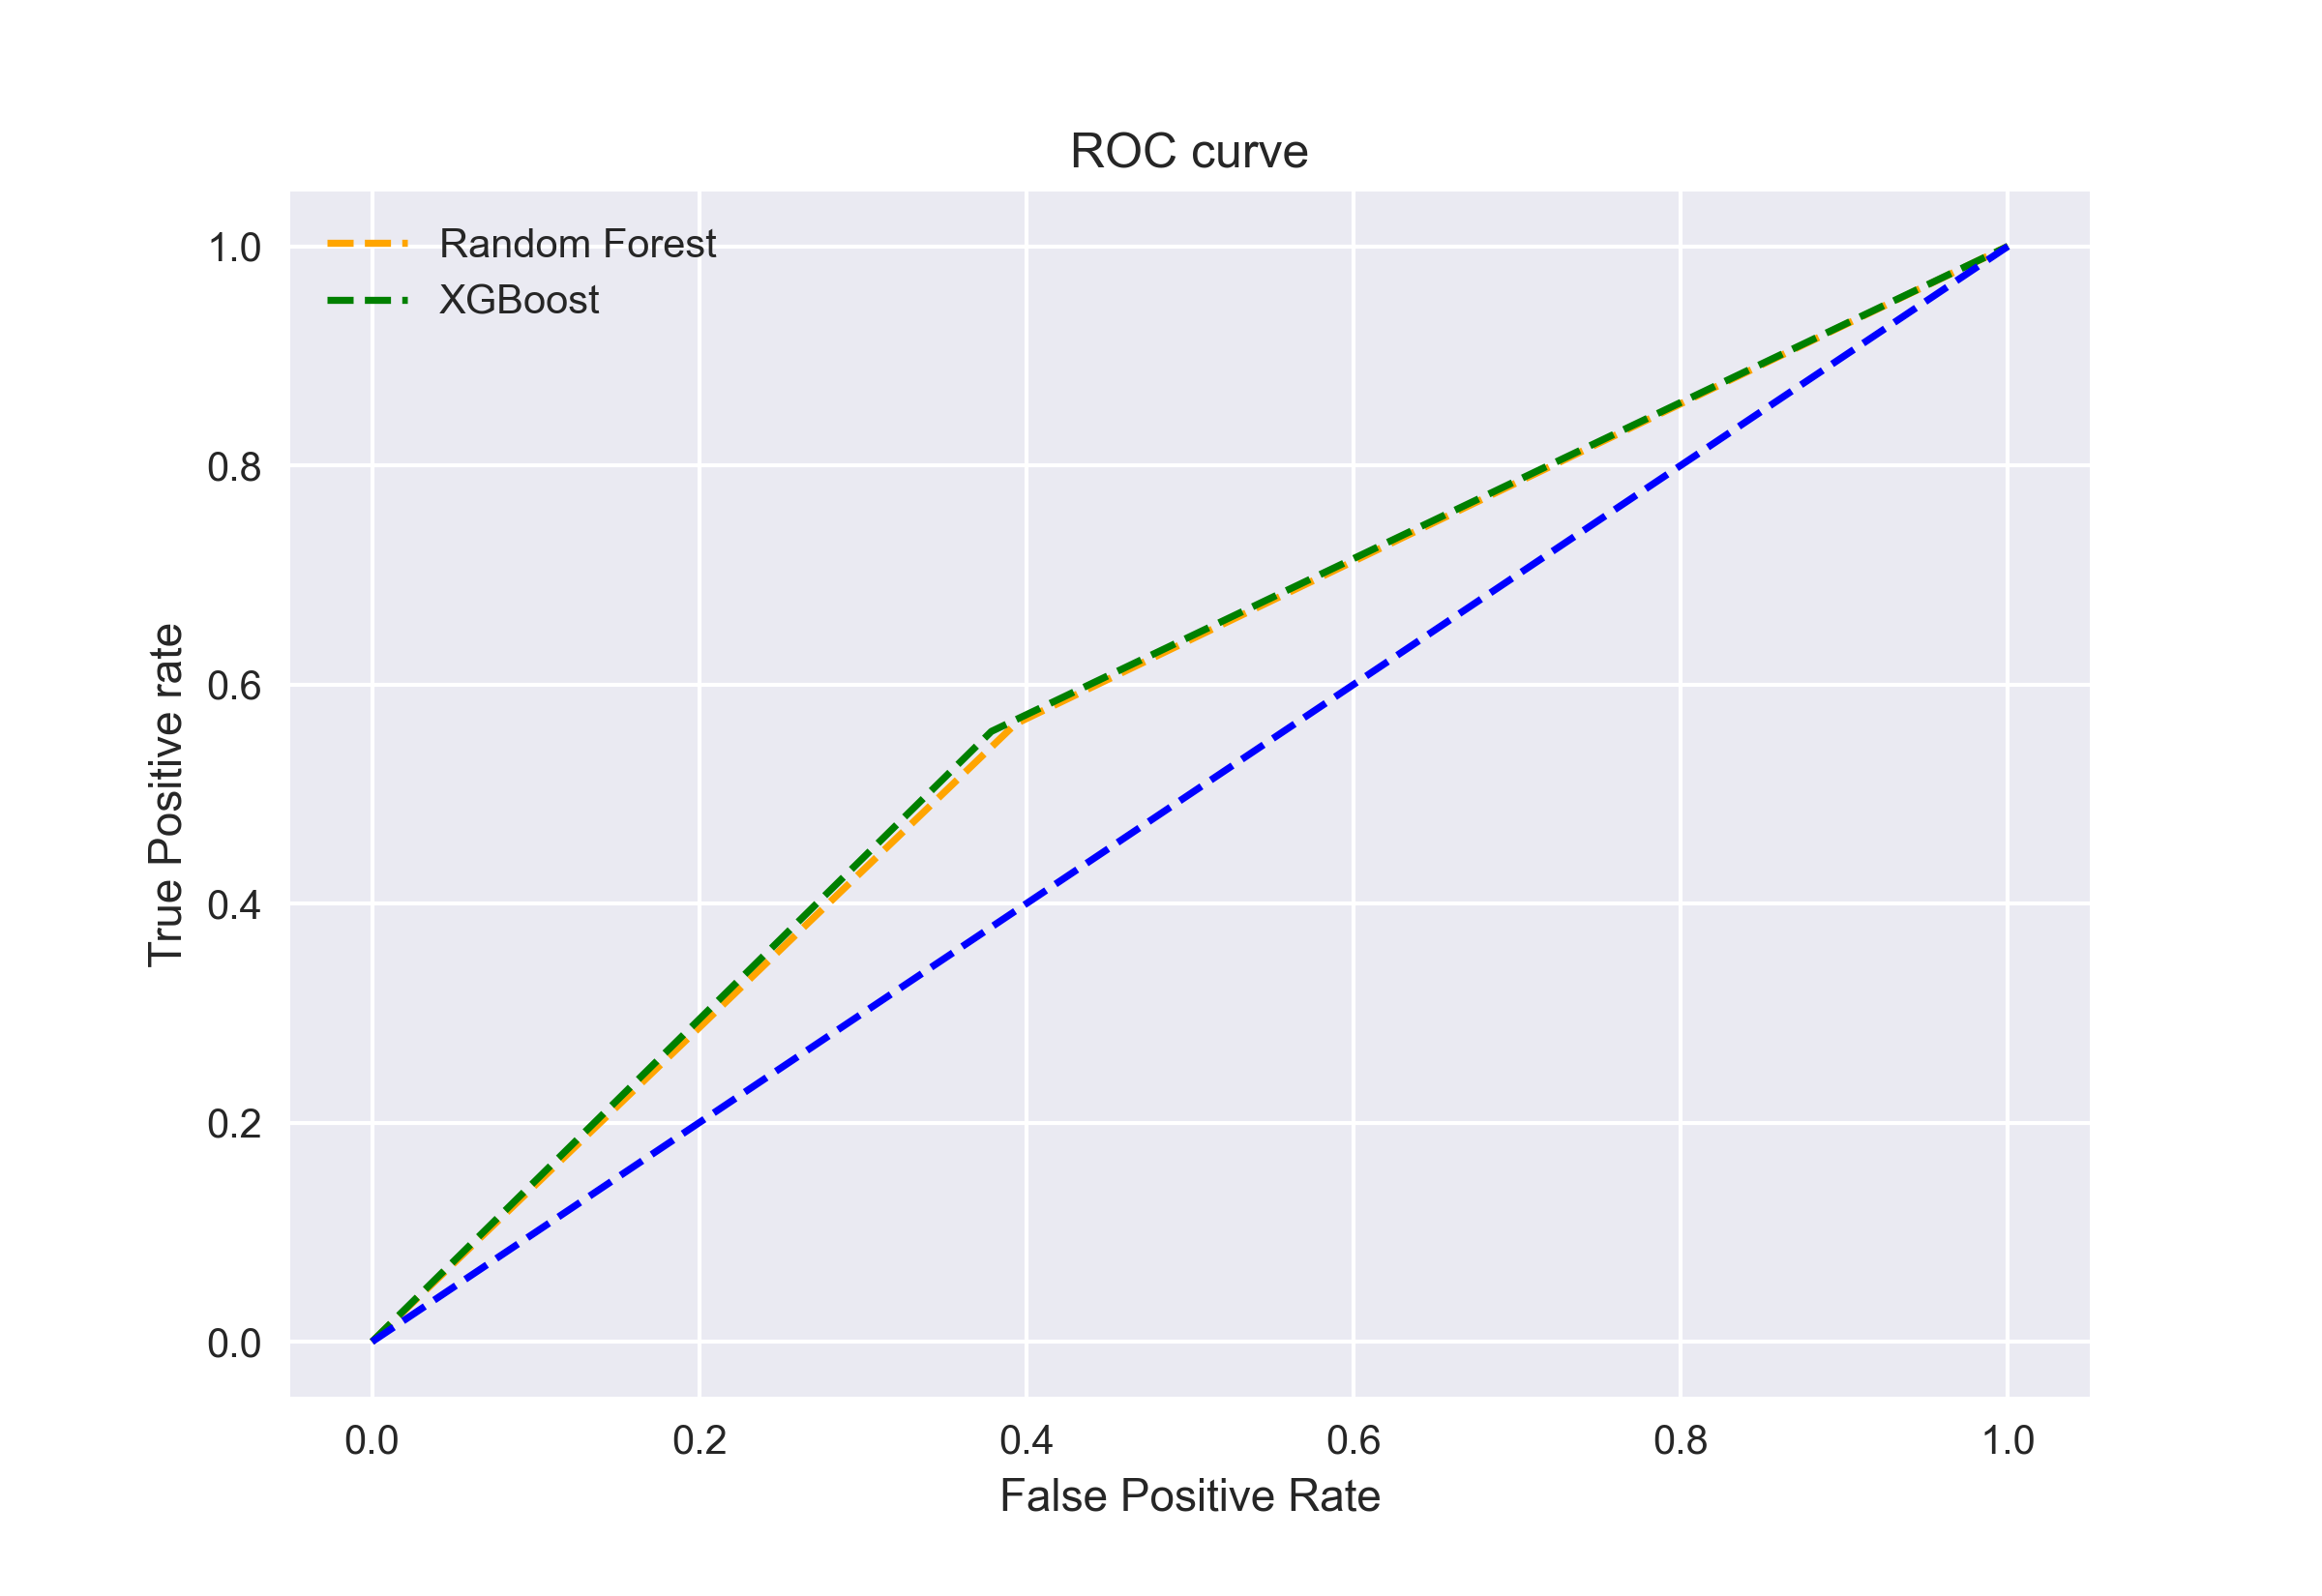 ROC curve
Random Forest
XGBoost
1.0
0.8
0.6
0.4
0.2
0.0
True Positive rate
0.0 0.2 0.4 0.6 0.8 1.0
False Positive Rate